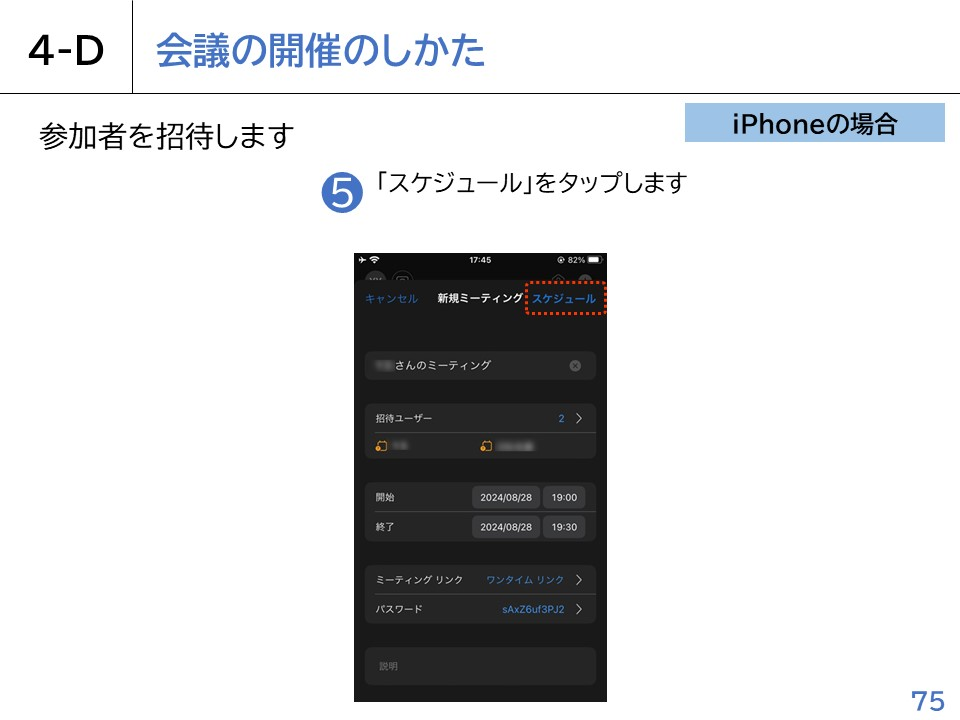 4-D
会議の開催のしかた
参加者を招待します
iPhoneの場合
5
「スケジュール」をタップします
17:45
82%
キャンセル
新規ミーティング
スケジュール
さんのミーティング
招待ユーザー
2
開始
2024/08/28
19:00
終了
2024/08/28
19:30
ミーティング リンク
ワンタイム リンク
パスワード
sAxZ6uf3PJ2
説明
75